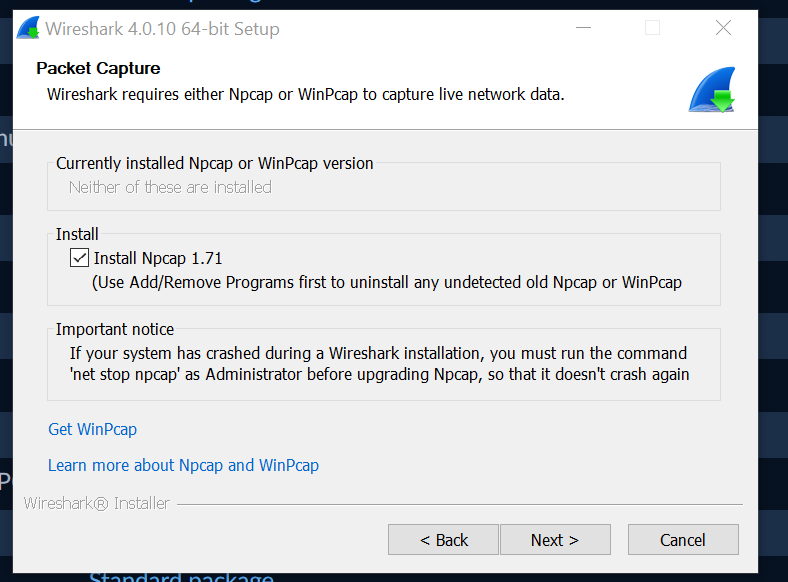 Wireshark 4.0.10 64-bit Setup
Packet Capture
Wireshark requires either Npcap or WinPcap to capture live network data.
Currently installed Npcap or WinPcap version
Neither of these are installed
Install
Install Npcap 1.71
(Use Add/Remove Programs first to uninstall any undetected old Npcap or WinPcap
Important notice
If your system has crashed during a Wireshark installation, you must run the command
'net stop npcap' as Administrator before upgrading Npcap, so that it doesn't crash again
Get WinPcap
Learn more about Npcap and WinPcap
Wireshark® Installer
< Back
Next >
Cancel
Standard package